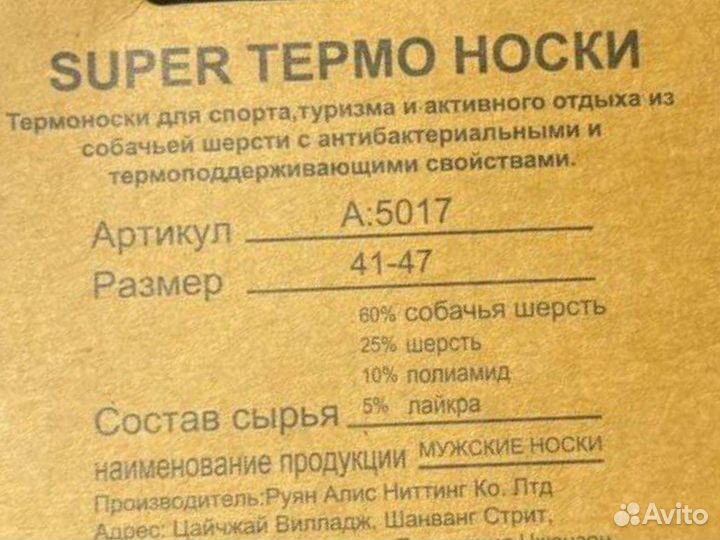 SUPER ТЕРМО НОСКИ
Термоноски для спорта,туризма и активного отдыха из
собачьей шерсти с антибактериальными и
термоподдерживающими свойствами.
Артикул А:5017
Размер 41-47
60% собачья шерсть
25% шерсть
10% полиамид
Состав сырья 5% лайкра
наименование продукции МУЖСКИЕ НОСКИ
Производитель:Руян Алис Ниттинг Ко. Лтд
Адрес: Цайчжай Вилладж, Шанванг Стрит,
Avito